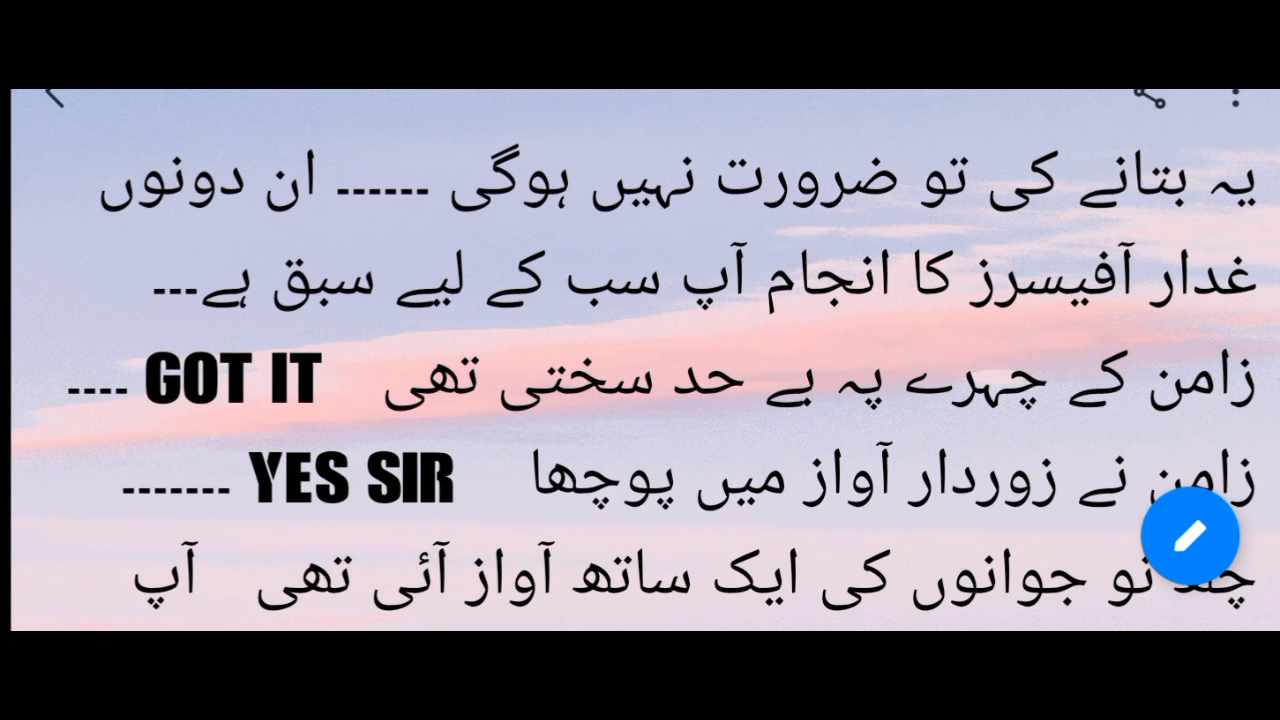 یہ بتانے کی تو ضرورت نہیں ہوگی ------ ان دونوں
غدار آفیسرز کا انجام آپ سب کے لیے سبق ہے---
زامن کے چہرے پہ بے حد سختی تھی GOT IT ----
زامن نے زوردار آواز میں پوچھا YES SIR -------
نو جوانوں کی ایک ساتھ آواز آئی تھی آپ